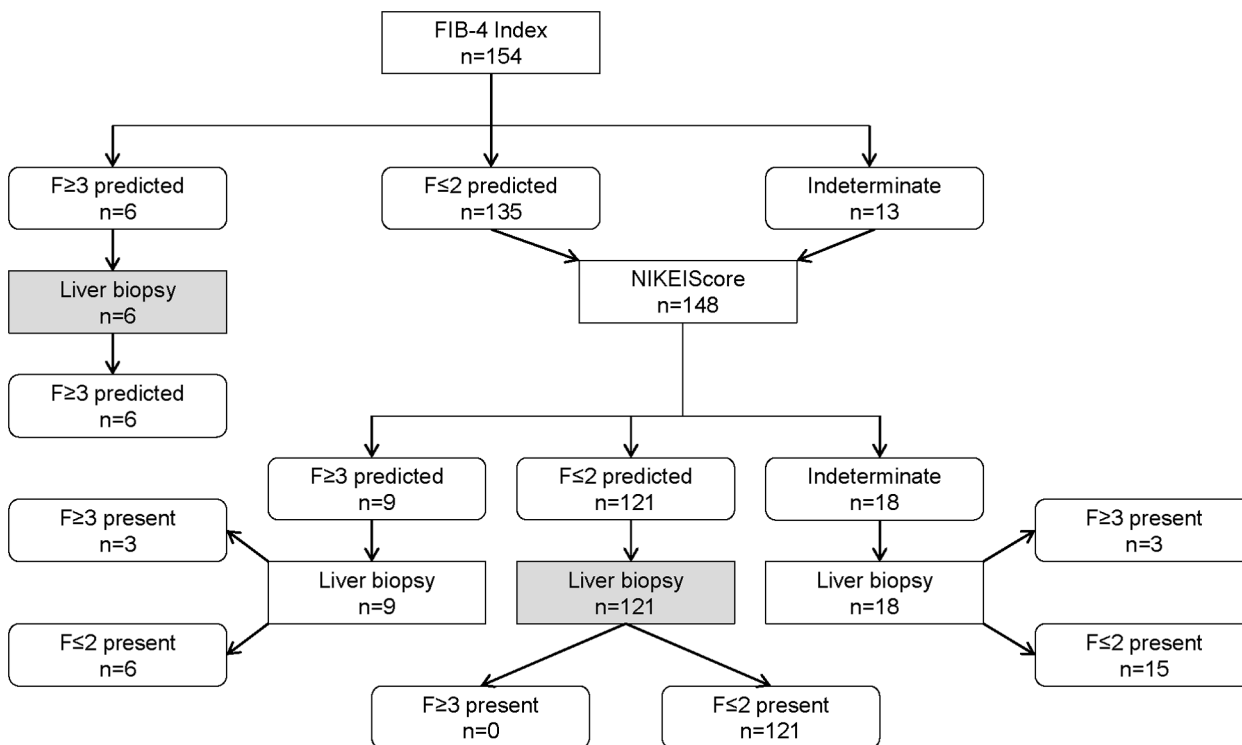 FIB-4 Index
n=154
F≥3 predicted
n=6
F≤2 predicted
n=135
Indeterminate
n=13
Liver biopsy
n=6
NIKEIScore
n=148
F≥3 predicted
n=6
F≥3 predicted
n=9
F≤2 predicted
n=121
Indeterminate
n=18
F≥3 present
n=3
F≥3 present
n=3
Liver biopsy
n=9
Liver biopsy
n=121
Liver biopsy
n=18
F≤2 present
n=6
F≤2 present
n=15
F≥3 present
n=0
F≤2 present
n=121